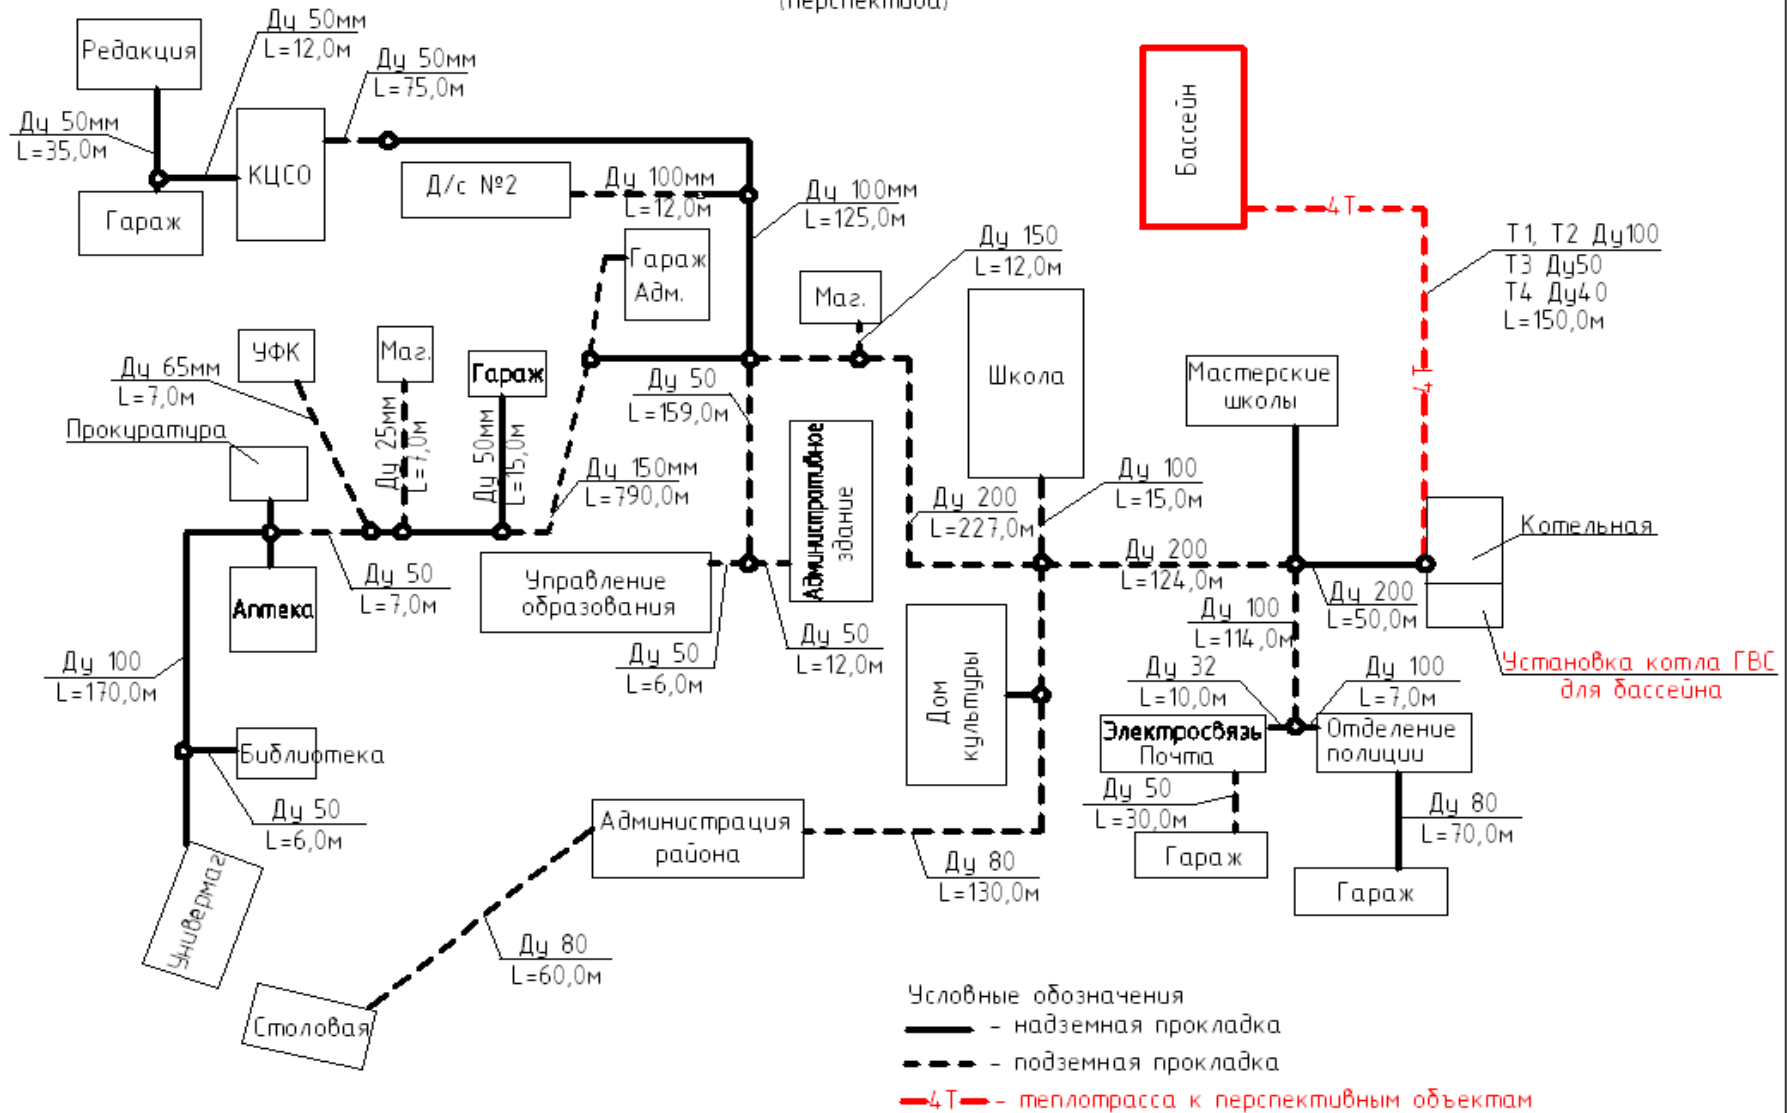 (перспектива)
Ду 50мм
L=12,0м
Редакция
Ду 50мм
L=75,0м
Ду 50мм
L=35,0м
КЦСО
Гараж
Д/с №2
Ду 100мм
L=12,0м
Ду 100мм
L=125,0м
Бассейн
4Т
Т1, Т2 Ду100
Т3 Ду50
Т4 Ду40
L=150,0м
4Т
Гараж
Адм.
Ду 150
L=12,0м
Маг.
Школа
Мастерские
школы
УФК
Маг.
Гараж
Ду 65мм
L=7,0м
Прокуратура
Ду 25мм
L=7,0м
Ду 50мм
L=15,0м
Ду 50
L=159,0м
Ду 150мм
L=790,0м
Административное
здание
Ду 200
L=227,0м
Ду 100
L=15,0м
Ду 200
L=124,0м
Котельная
Ду 200
L=50,0м
Установка котла ГВС
для бассейна
Аптека
Ду 50
L=7,0м
Управление
образования
Ду 50
L=6,0м
Ду 50
L=12,0м
Ду 100
L=114,0м
Ду 32
L=10,0м
Ду 100
L=7,0м
Ду 100
L=170,0м
Дом
культуры
Электросвязь
Почта
Отделение
полиции
Библиотека
Ду 50
L=6,0м
Ду 50
L=30,0м
Гараж
Ду 80
L=70,0м
Гараж
Администрация
района
Ду 80
L=130,0м
Универмаг
Ду 80
L=60,0м
Столовая
Условные обозначения
- надземная прокладка
- подземная прокладка
4Т - теплотрасса к перспективным объектам